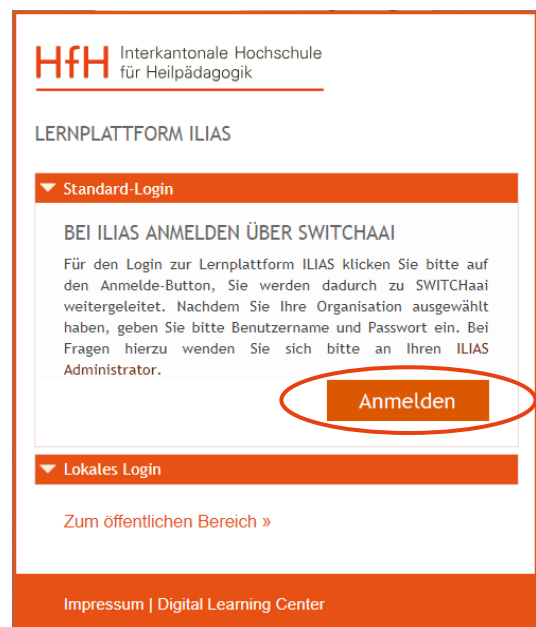 HfH Interkantonale Hochschule
für Heilpädagogik
LERNPLATTFORM ILIAS
Standard-Login
BEI ILIAS ANMELDEN ÜBER SWITCHAAI
Für den Login zur Lernplattform ILIAS klicken Sie bitte auf
den Anmelde-Button, Sie werden dadurch zu SWITCHaai
weitergeleitet. Nachdem Sie Ihre Organisation ausgewählt
haben, geben Sie bitte Benutzername und Passwort ein. Bei
Fragen hierzu wenden Sie sich bitte an Ihren ILIAS
Administrator.
Anmelden
Lokales Login
Zum öffentlichen Bereich »
Impressum | Digital Learning Center